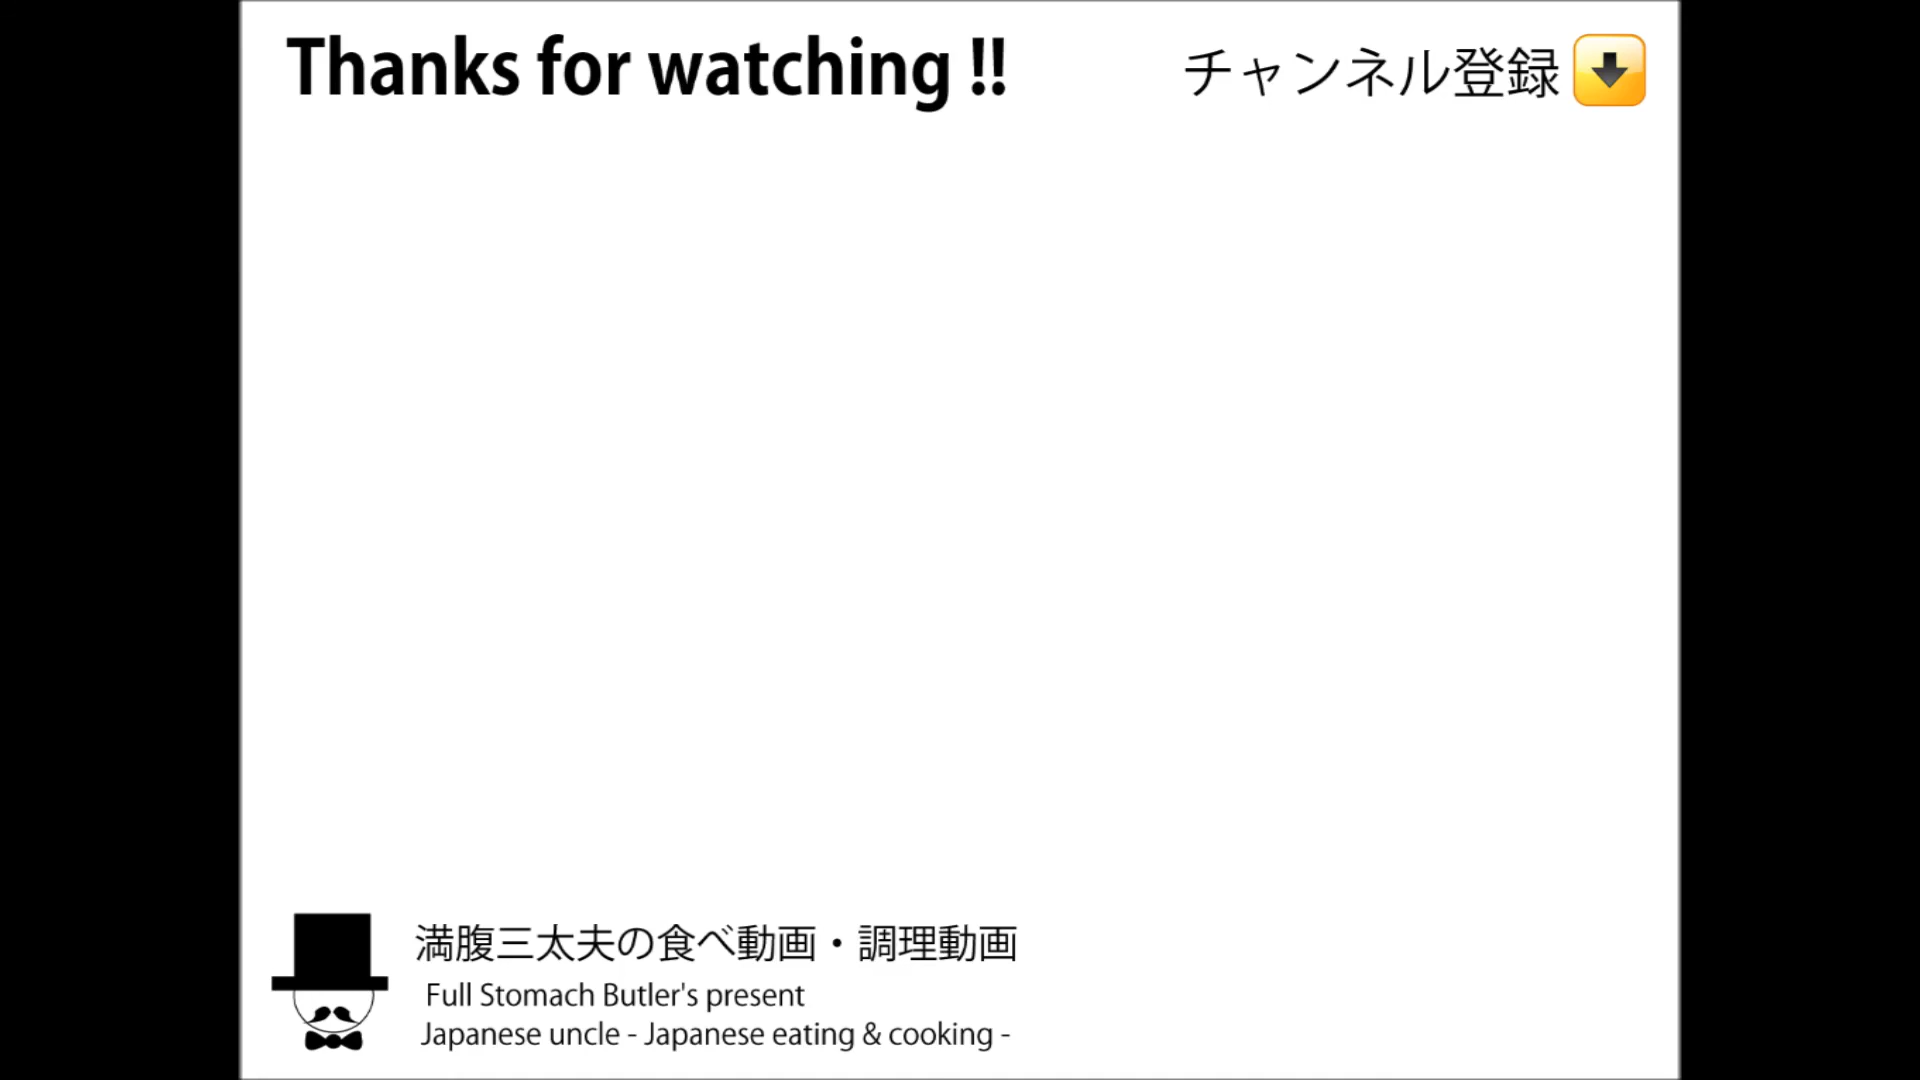 Thanks for watching !!
チャンネル登録
満腹三太夫の食べ動画・調理動画
Full Stomach Butler's present
Japanese uncle - Japanese eating & cooking -